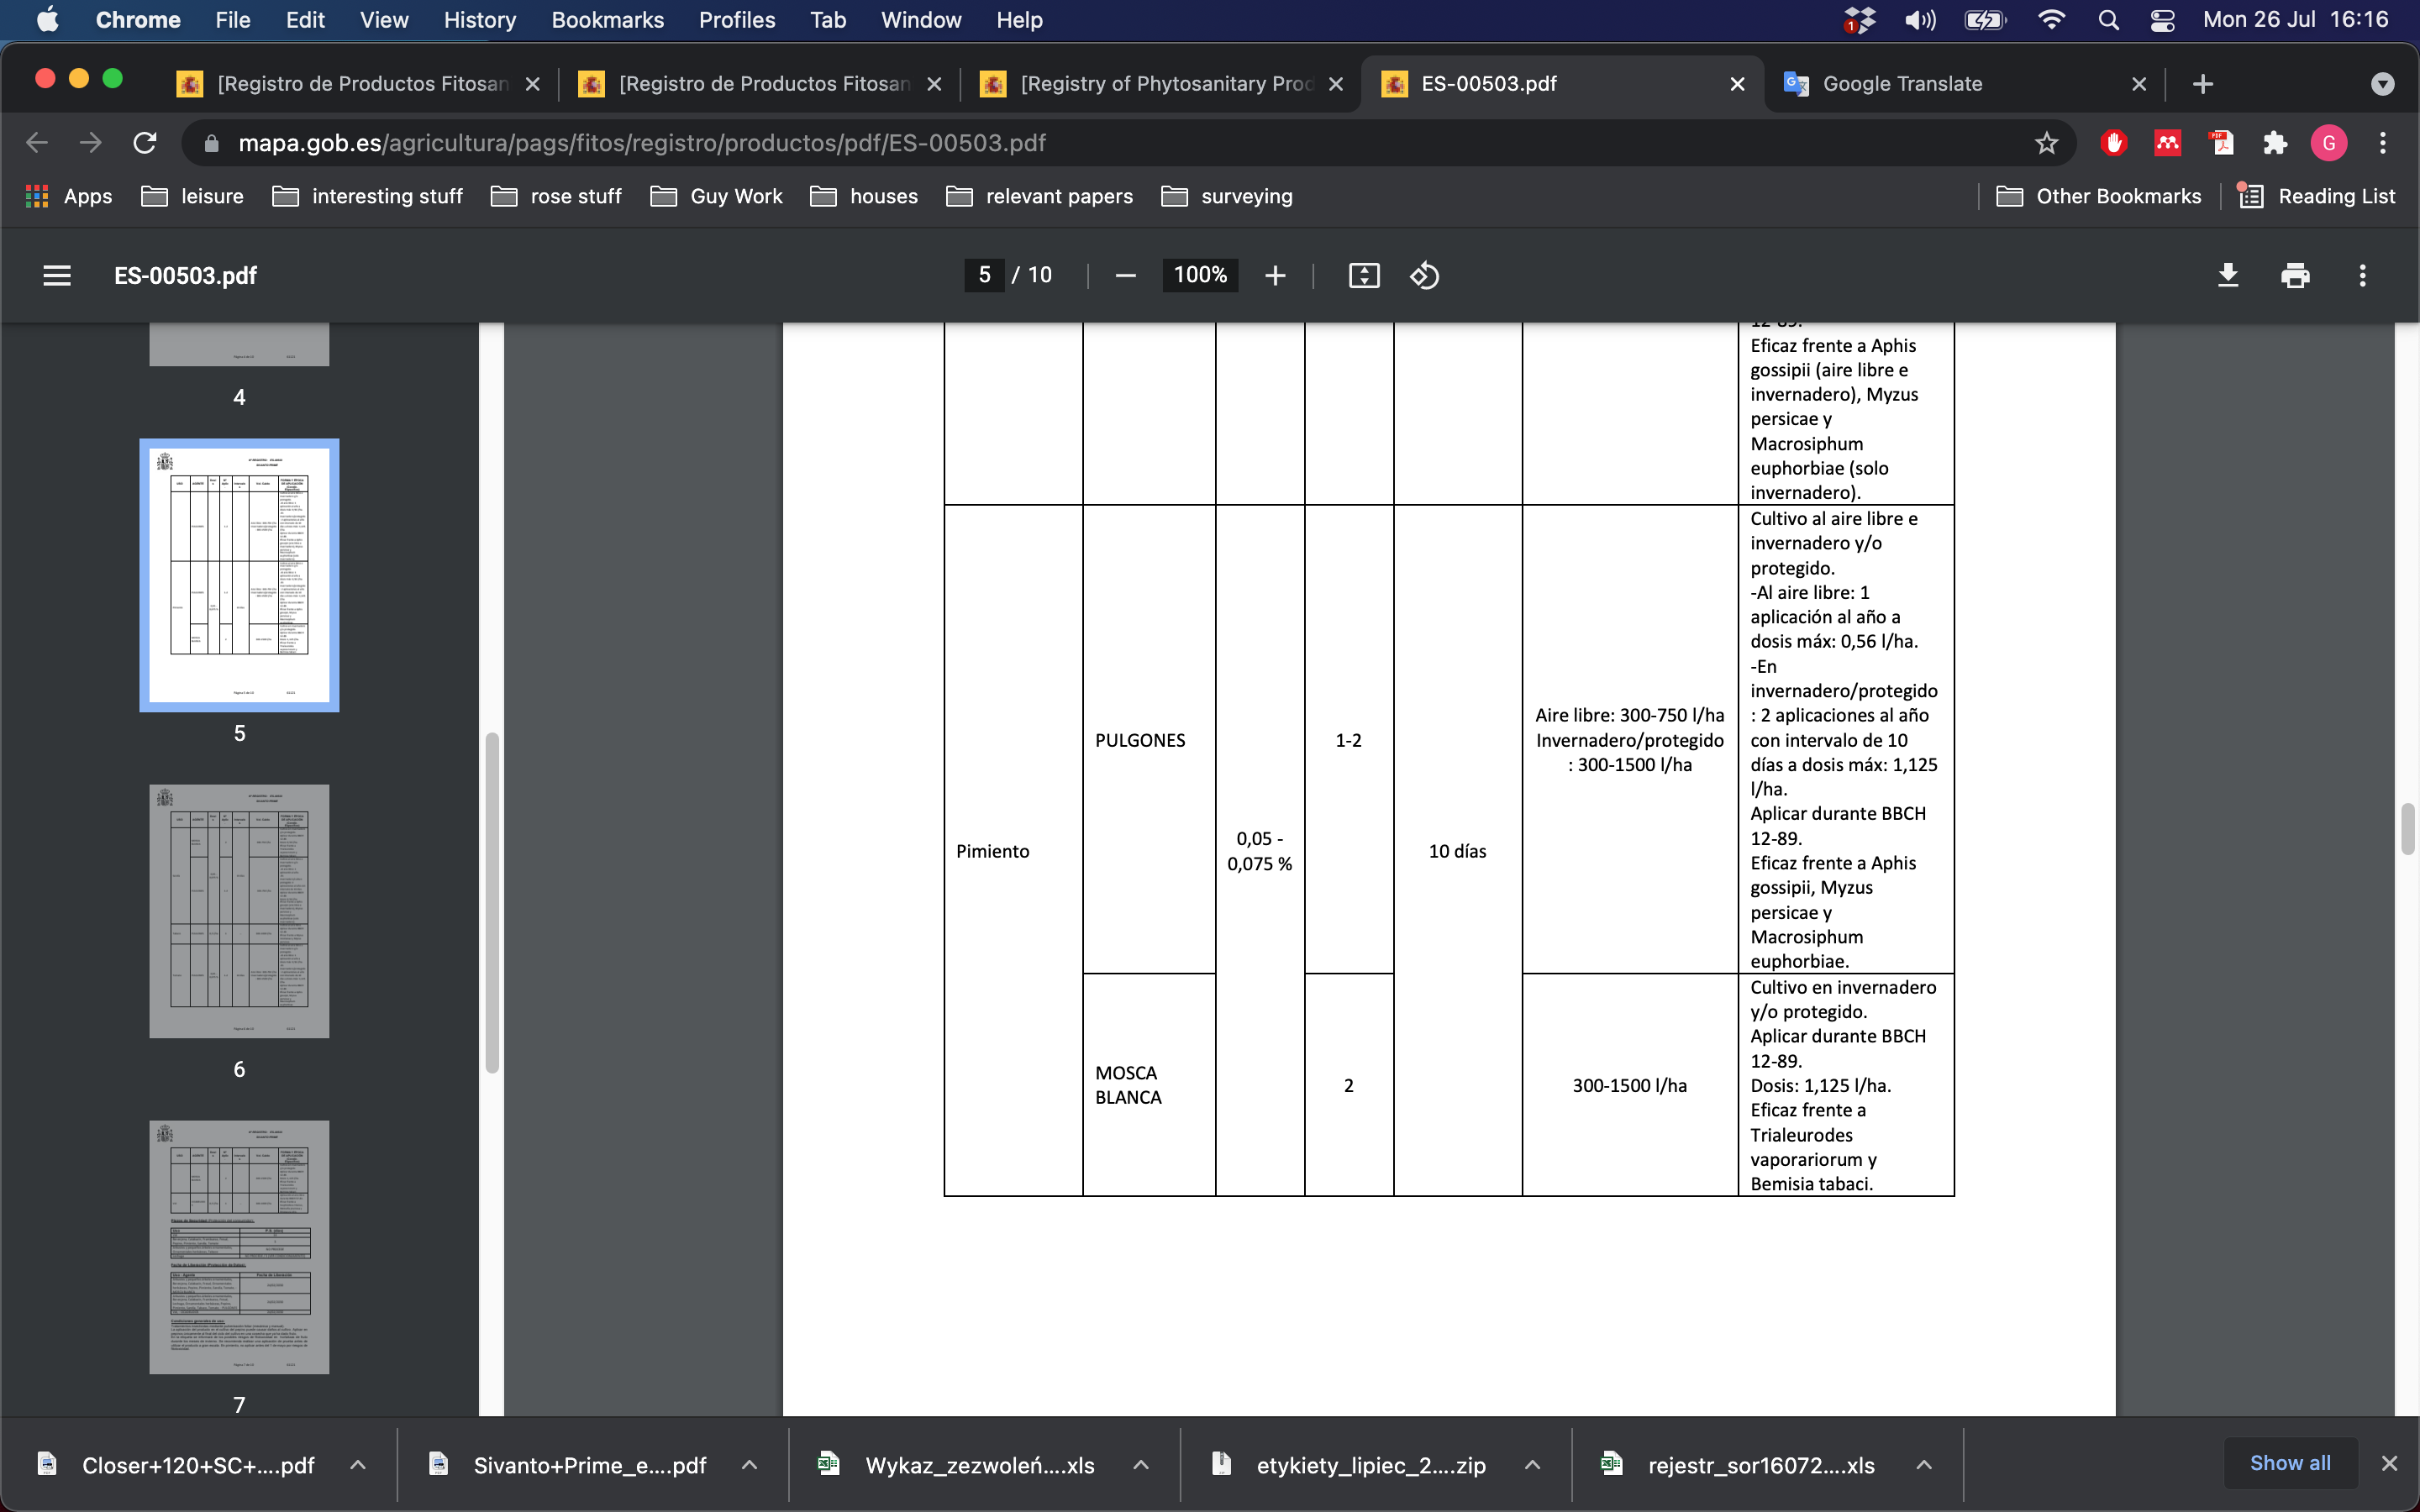 Chrome File Edit View History Bookmarks Profiles Tab Window Help
1
Mon 26 Jul 16:16
[Registro de Productos Fitosan
[Registro de Productos Fitosan
[Registry of Phytosanitary Prod
ES-00503.pdf
Google Translate
mapa.gob.es/agricultura/pags/fitos/registro/productos/pdf/ES-00503.pdf
G
Apps leisure interesting stuff rose stuff Guy Work houses relevant papers surveying Other Bookmarks Reading List
ES-00503.pdf
5 / 10
100%
4
5
6
7
12-89.
Eficaz frente a Aphis
gossipii (aire libre e
invernadero), Myzus
persicae y
Macrosiphum
euphorbiae (solo
invernadero).
Pimiento
PULGONES
0,05 -
0,075 %
1-2
10 días
Aire libre: 300-750 l/ha
Invernadero/protegido
: 300-1500 l/ha
Cultivo al aire libre e
invernadero y/o
protegido.
-Al aire libre: 1
aplicación al año a
dosis máx: 0,56 l/ha.
-En
invernadero/protegido
: 2 aplicaciones al año
con intervalo de 10
días a dosis máx: 1,125
l/ha.
Aplicar durante BBCH
12-89.
Eficaz frente a Aphis
gossipii, Myzus
persicae y
Macrosiphum
euphorbiae.
MOSCA
BLANCA
2
300-1500 l/ha
Cultivo en invernadero
y/o protegido.
Aplicar durante BBCH
12-89.
Dosis: 1,125 l/ha.
Eficaz frente a
Trialeurodes
vaporariorum y
Bemisia tabaci.
Closer+120+SC+....pdf
Sivanto+Prime_e....pdf
Wykaz_zezwoleń....xls
etykiety_lipiec_2....zip
rejestr_sor16072....xls
Show all